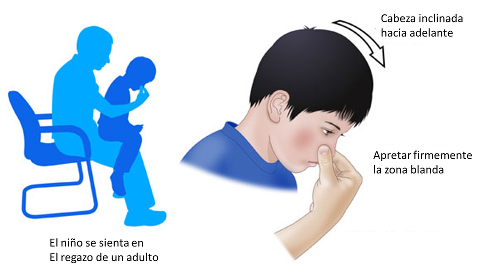 Cabeza inclinada
hacia adelante
Apretar firmemente
la zona blanda
El niño se sienta en
El regazo de un adulto